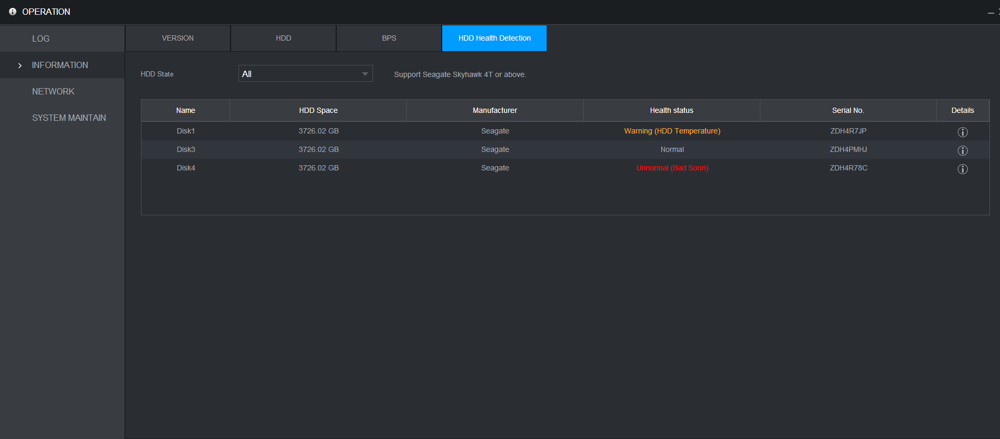 OPERATION
LOG
INFORMATION
NETWORK
SYSTEM MAINTAIN
VERSION HDD BPS HDD Health Detection
HDD State All Support Seagate Skyhawk 4T or above.
Name HDD Space Manufacturer Health status Serial No. Details
Disk1 3726.02 GB Seagate Warning (HDD Temperature) ZDH4R7JP
Disk3 3726.02 GB Seagate Normal ZDH4PMHJ
Disk4 3726.02 GB Seagate Unnormal (Bad Soon) ZDH4R78C